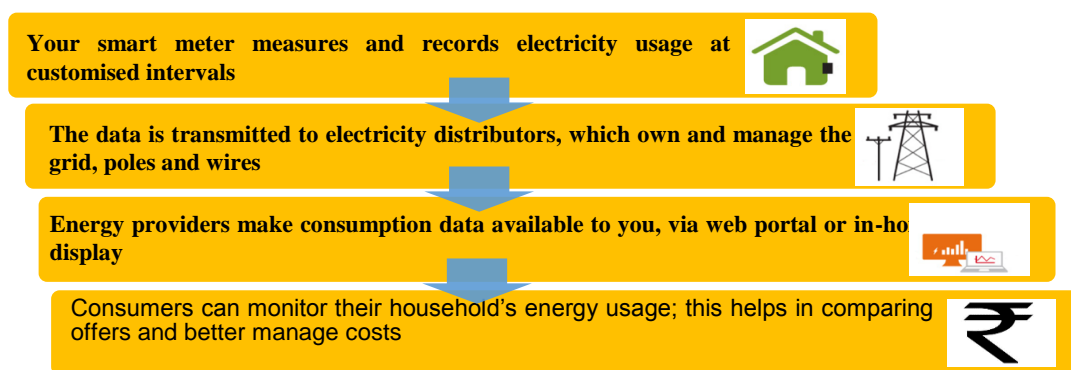 Your smart meter measures and records electricity usage at
customised intervals
The data is transmitted to electricity distributors, which own and manage the
grid, poles and wires
Energy providers make consumption data available to you, via web portal or in-ho
display
Consumers can monitor their household’s energy usage; this helps in comparing
offers and better manage costs
₹